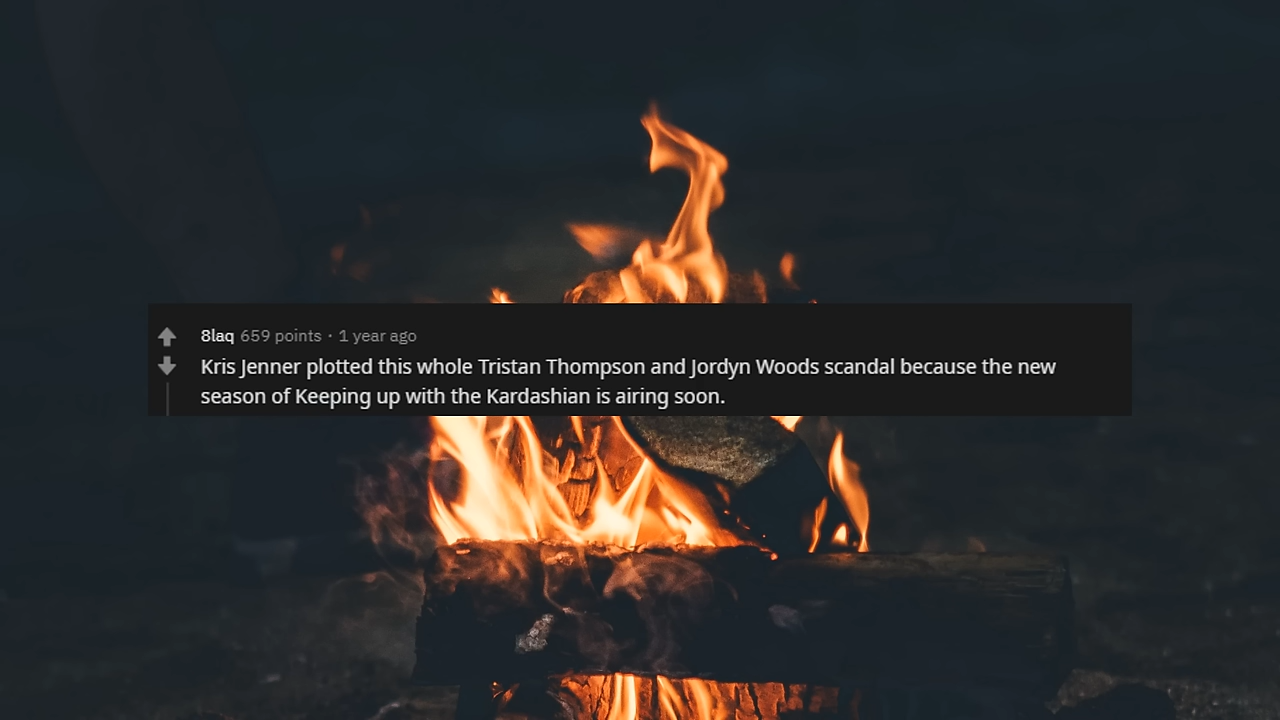 8laq 659 points · 1 year ago
Kris Jenner plotted this whole Tristan Thompson and Jordyn Woods scandal because the new
season of Keeping up with the Kardashian is airing soon.